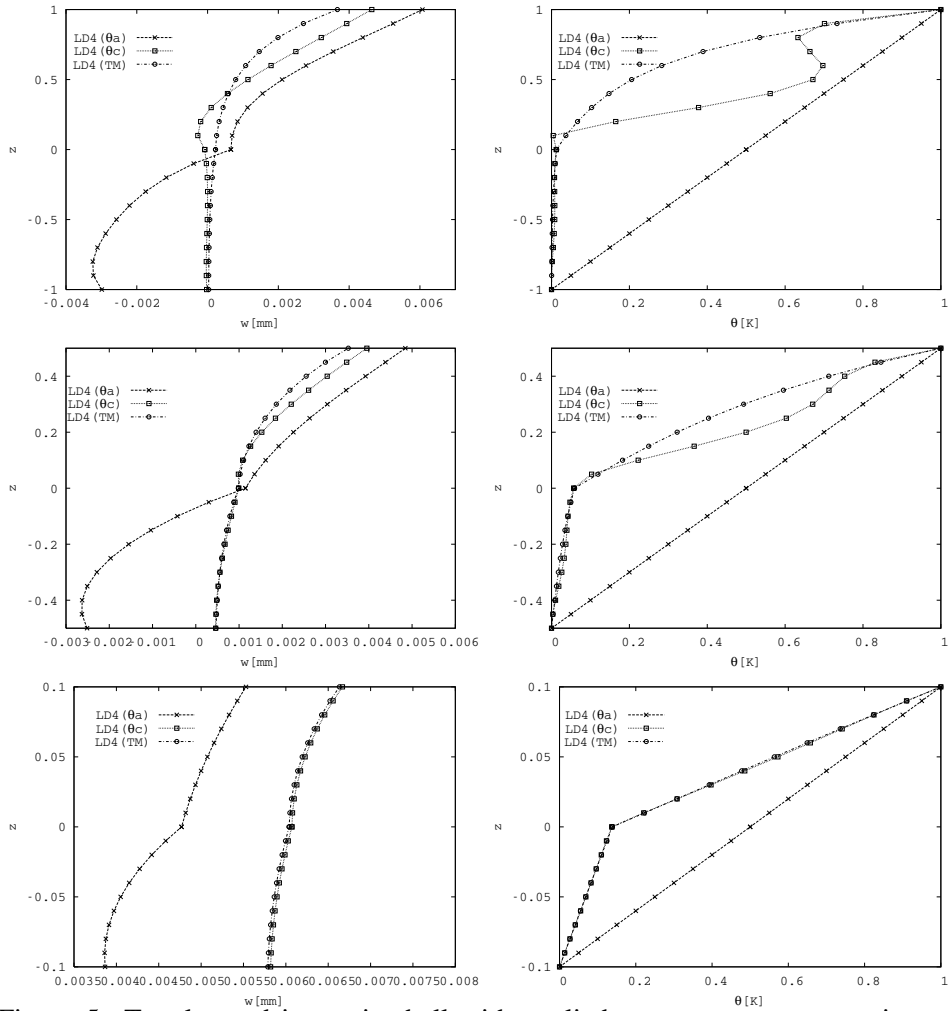 1
0.5
0
-0.5
-1
z
LD4(θa)
LD4(θc)
LD4(TM)
-0.004 -0.002 0 0.002 0.004 0.006
w[mm]
1
0.5
0
-0.5
-1
z
LD4(θa)
LD4(θc)
LD4(TM)
0 0.2 0.4 0.6 0.8 1
θ[K]
0.4
0.2
0
-0.2
-0.4
z
LD4(θa)
LD4(θc)
LD4(TM)
-0.003-0.002-0.001 0 0.001 0.002 0.003 0.004 0.005 0.006
w[mm]
0.4
0.2
0
-0.2
-0.4
z
LD4(θa)
LD4(θc)
LD4(TM)
0 0.2 0.4 0.6 0.8 1
θ[K]
0.1
0.05
0
-0.05
-0.1
z
LD4(θa)
LD4(θc)
LD4(TM)
0.0035 0.004 0.0045 0.005 0.0055 0.006 0.0065 0.007 0.0075 0.008
w[mm]
0.1
0.05
0
-0.05
-0.1
z
LD4(θa)
LD4(θc)
LD4(TM)
0 0.2 0.4 0.6 0.8 1
θ[K]